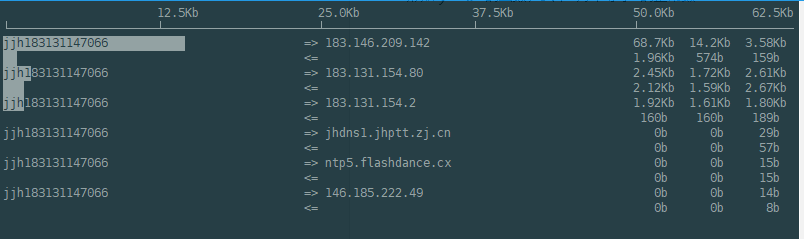 12.5Kb 25.0Kb 37.5Kb 50.0Kb 62.5Kb
jjh183131147066 => 183.146.209.142 68.7Kb 14.2Kb 3.58Kb
<= 1.96Kb 574b 159b
jjh183131147066 => 183.131.154.80 2.45Kb 1.72Kb 2.61Kb
<= 2.12Kb 1.59Kb 2.67Kb
jjh183131147066 => 183.131.154.2 1.92Kb 1.61Kb 1.80Kb
<= 160b 160b 189b
jjh183131147066 => jhdns1.jhptt.zj.cn 0b 0b 29b
<= 0b 0b 57b
jjh183131147066 => ntp5.flashdance.cx 0b 0b 15b
<= 0b 0b 15b
jjh183131147066 => 146.185.222.49 0b 0b 14b
<= 0b 0b 8b